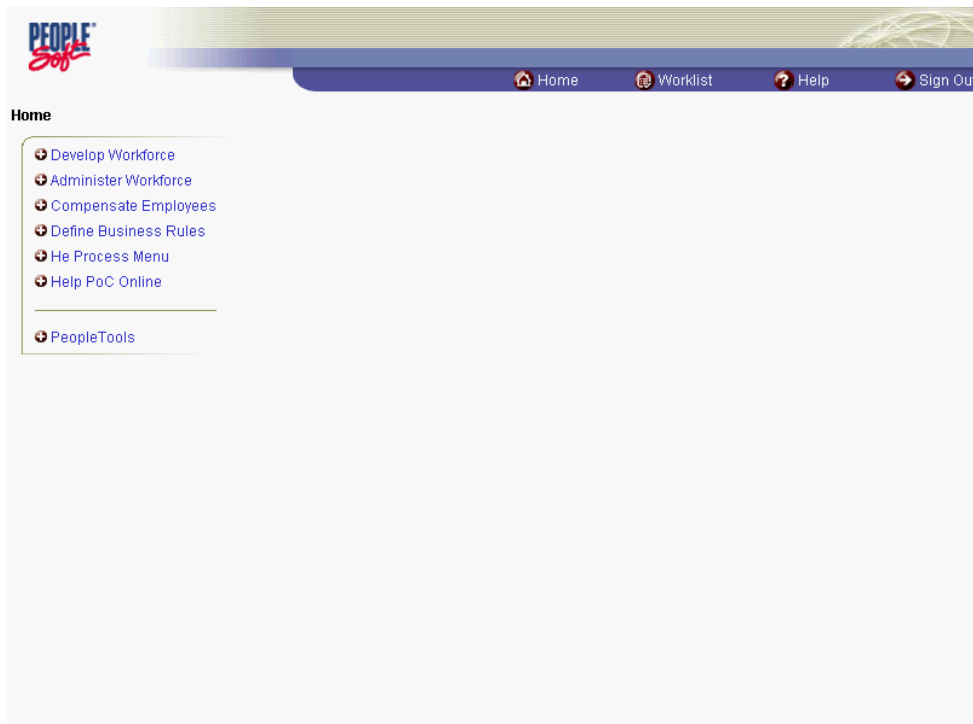 PEOPLE
Soft
Home Worklist Help Sign Ou
Home
Develop Workforce
Administer Workforce
Compensate Employees
Define Business Rules
He Process Menu
Help PoC Online
PeopleTools